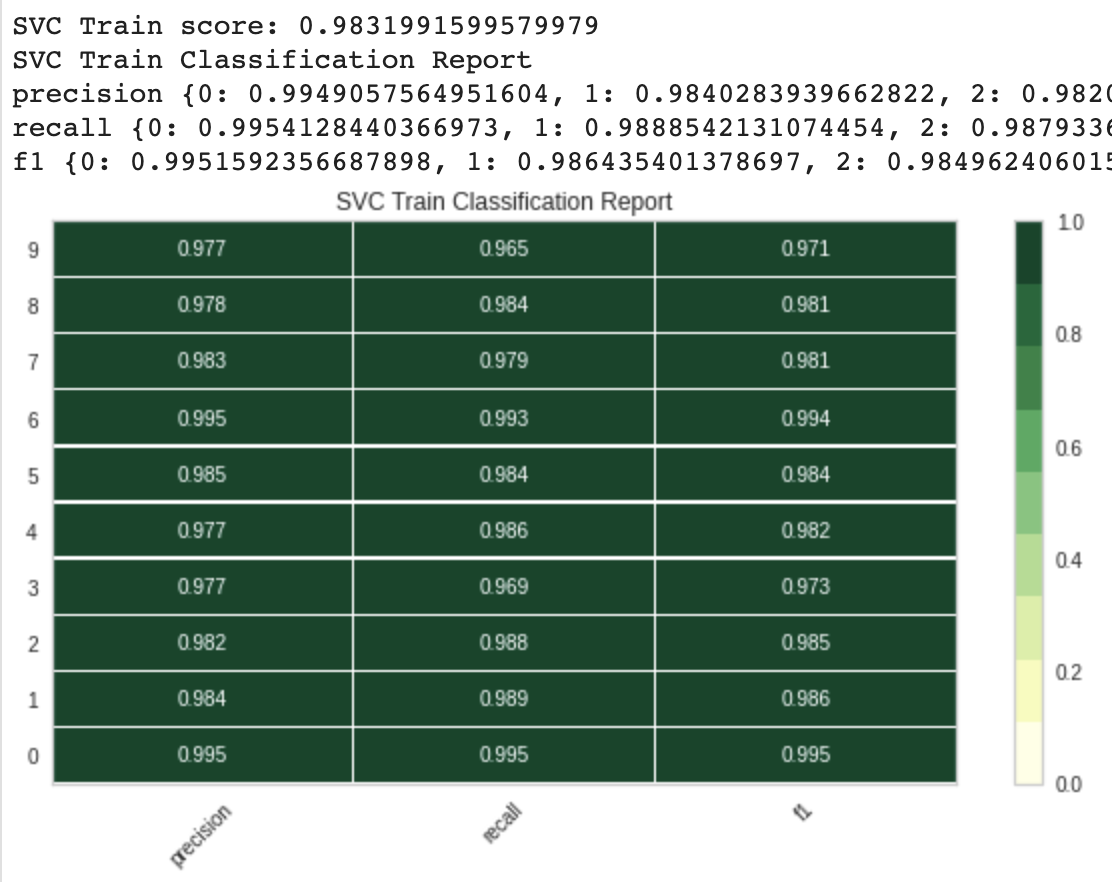 SVC Train score: 0.9831991599579979
SVC Train Classification Report
precision {0: 0.9949057564951604, 1: 0.9840283939662822, 2: 0.982
recall {0: 0.9954128440366973, 1: 0.9888542131074454, 2: 0.987933
f1 {0: 0.9951592356687898, 1: 0.986435401378697, 2: 0.98496240601
SVC Train Classification Report
9 0.977 0.965 0.971
8 0.978 0.984 0.981
7 0.983 0.979 0.981
6 0.995 0.993 0.994
5 0.985 0.984 0.984
4 0.977 0.986 0.982
3 0.977 0.969 0.973
2 0.982 0.988 0.985
1 0.984 0.989 0.986
0 0.995 0.995 0.995
precision recall f1
1.0
0.8
0.6
0.4
0.2
0.0